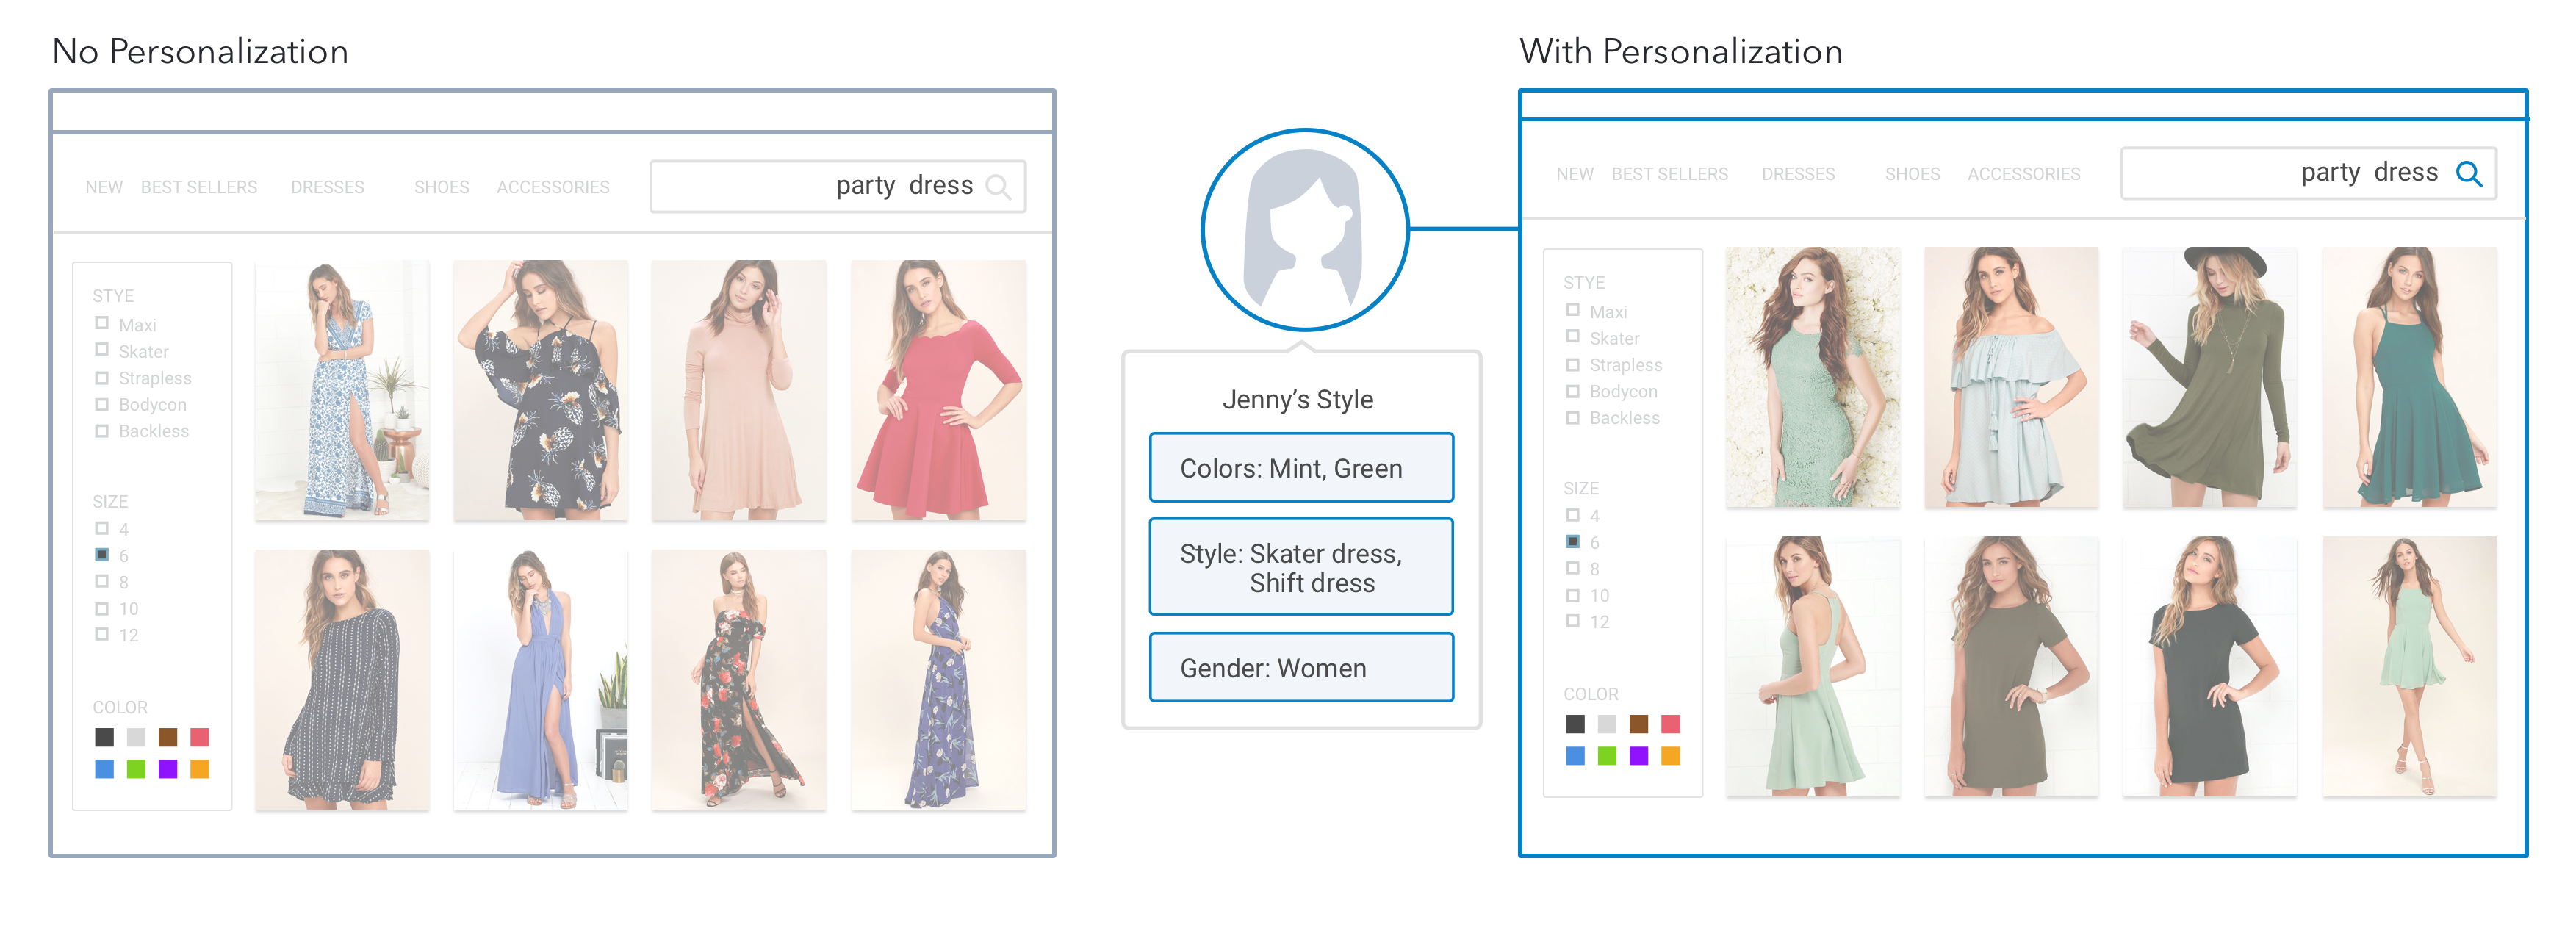 No Personalization
NEW BEST SELLERS DRESSES SHOES ACCESSORIES party dress
STYE
Maxi
Skater
Strapless
Bodycon
Backless
SIZE
4
6
8
10
12
COLOR
Jenny’s Style
Colors: Mint, Green
Style: Skater dress,
Shift dress
Gender: Women
With Personalization
NEW BEST SELLERS DRESSES SHOES ACCESSORIES party dress
STYE
Maxi
Skater
Strapless
Bodycon
Backless
SIZE
4
6
8
10
12
COLOR